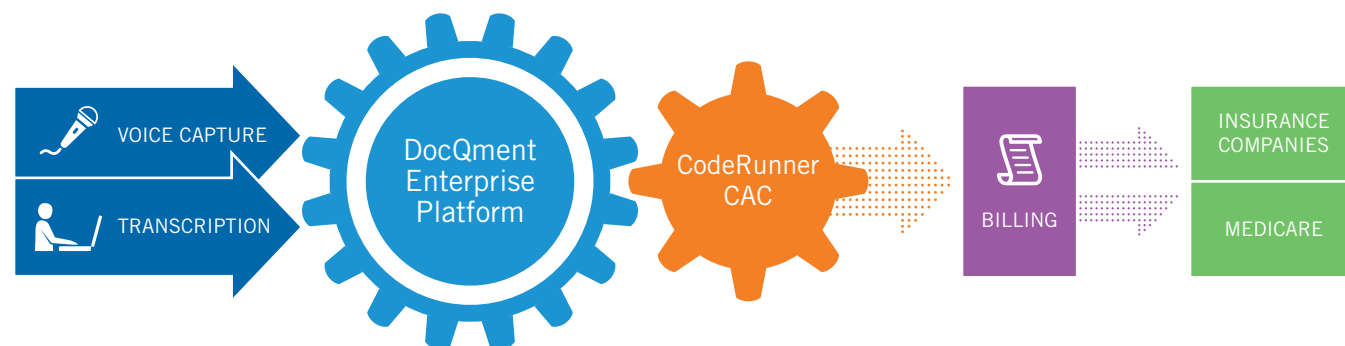 VOICE CAPTURE
TRANSCRIPTION
DocQment
Enterprise
Platform
CodeRunner
CAC
BILLING
INSURANCE
COMPANIES
MEDICARE